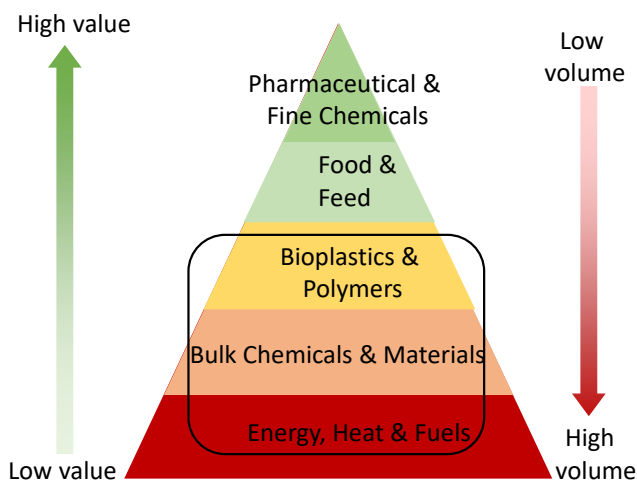 High value
Low
volume
Pharmaceutical &
Fine Chemicals
Food &
Feed
Bioplastics &
Polymers
Bulk Chemicals & Materials
Energy, Heat & Fuels
Low value
High
volume